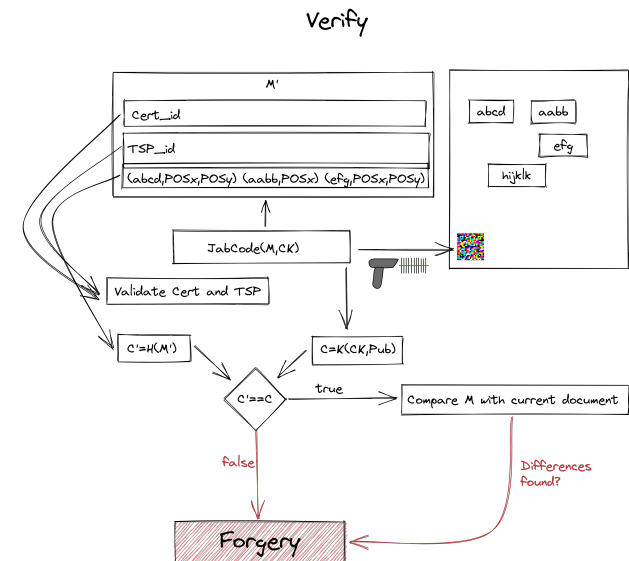 Verify
M'
Cert_id
TSP_id
(abcd,POSx,POSy) (aabb,POSx) (efg,POSx,POSy)
abcd
aabb
efg
hijklk
JabCode(M,CK)
Validate Cert and TSP
C'=H(M')
C=K(CK,Pub)
C'==C
true
Compare M with current document
false
Differences
found?
Forgery